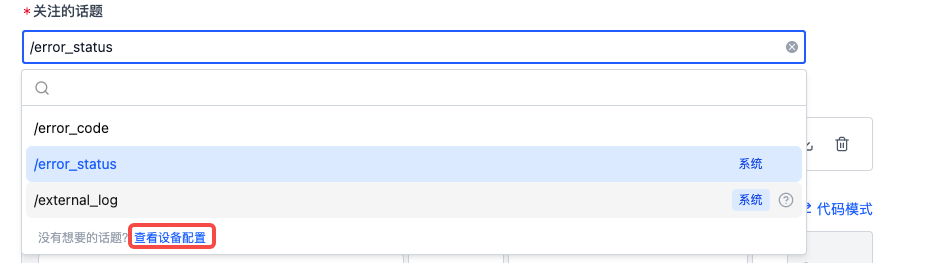 *关注的话题
/error_status
/error_code
/error_status 系统
/external_log 系统
代码模式
没有想要的话题? 查看设备配置